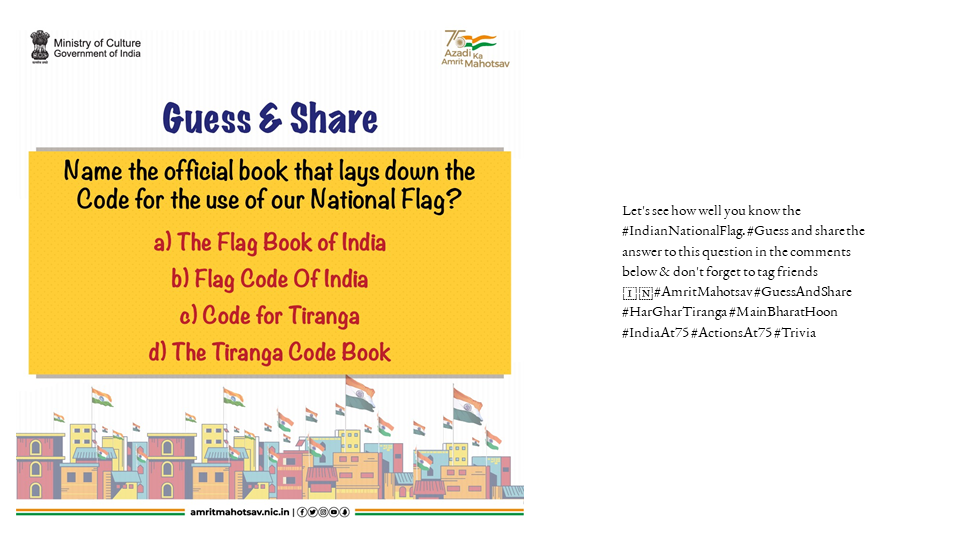 Ministry of Culture
Government of India
75
Azadi Ka
Amrit Mahotsav
Guess & Share
Name the official book that lays down the
Code for the use of our National Flag?
a) The Flag Book of India
b) Flag Code Of India
c) Code for Tiranga
d) The Tiranga Code Book
amritmahotsav.nic.in |
Let's see how well you know the
#IndianNationalFlag. #Guess and share the
answer to this question in the comments
below & don't forget to tag friends
🇮🇳 #AmritMahotsav #GuessAndShare
#HarGharTiranga #MainBharatHoon
#IndiaAt75 #ActionsAt75 #Trivia